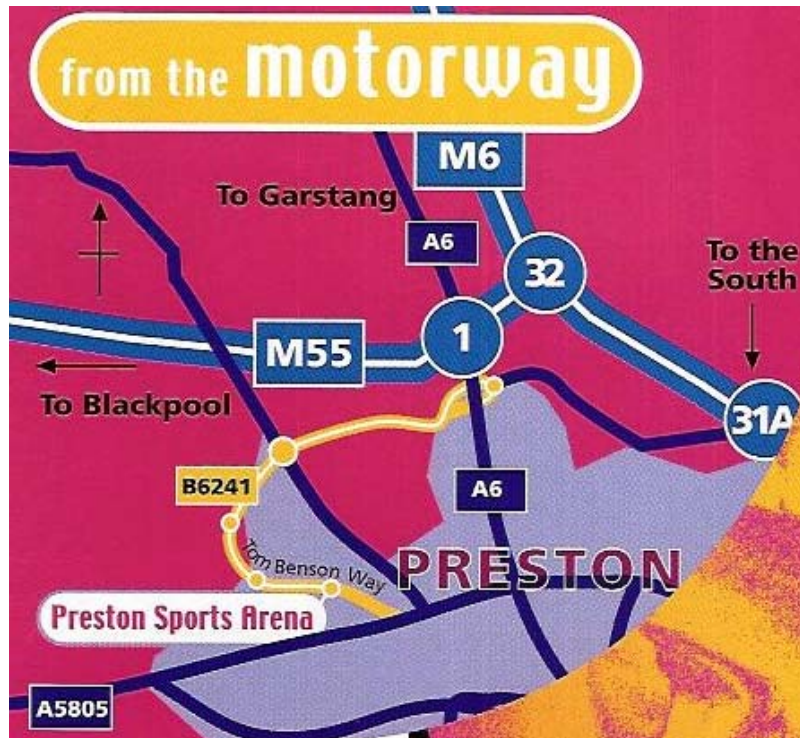 from the motorway
M6
To Garstang
A6
32
To the
South
1
M55
To Blackpool
31A
B6241
A6
Tom Benson Way
PRESTON
Preston Sports Arena
A5805